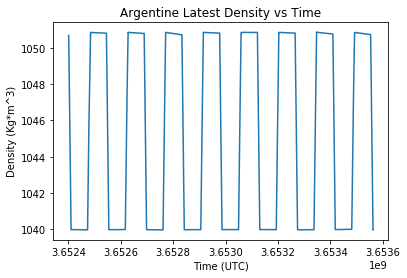 Argentine Latest Density vs Time
Density (Kg*m^3)
1050
1048
1046
1044
1042
1040
3.6524 3.6526 3.6528 3.6530 3.6532 3.6534 3.6536
Time (UTC)
1e9